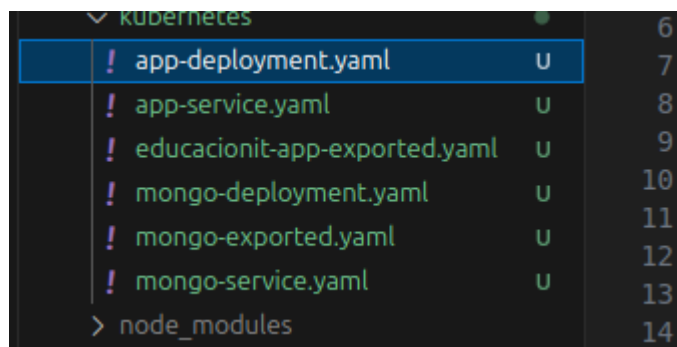 kubernetes
! app-deployment.yaml U
! app-service.yaml U
! educacionit-app-exported.yaml U
! mongo-deployment.yaml U
! mongo-exported.yaml U
! mongo-service.yaml U
node_modules
6
7
8
9
10
11
12
13
14